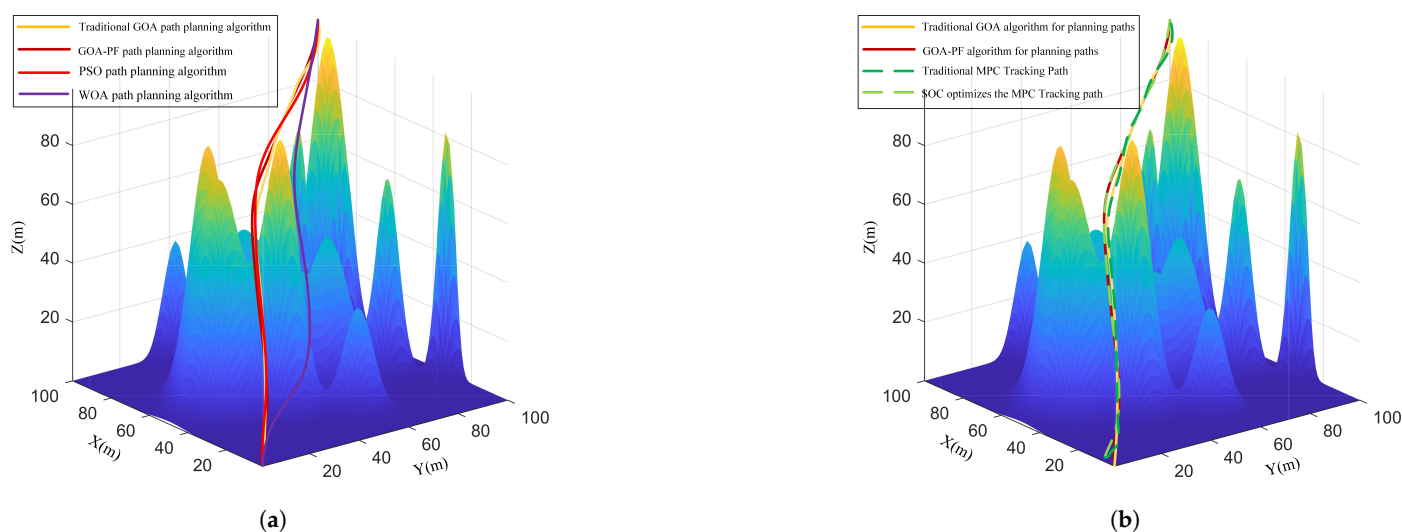 Traditional GOA path planning algorithm
GOA-PF path planning algorithm
PSO path planning algorithm
WOA path planning algorithm
80
60
40
20
Z(m)
100
80
60
40
20
X(m)
20
40
60
80
100
Y(m)
(a)
Traditional GOA algorithm for planning paths
GOA-PF algorithm for planning paths
Traditional MPC Tracking Path
$OC optimizes the MPC Tracking path
80
60
40
20
Z(m)
100
80
60
40
20
X(m)
20
40
60
80
100
Y(m)
(b)